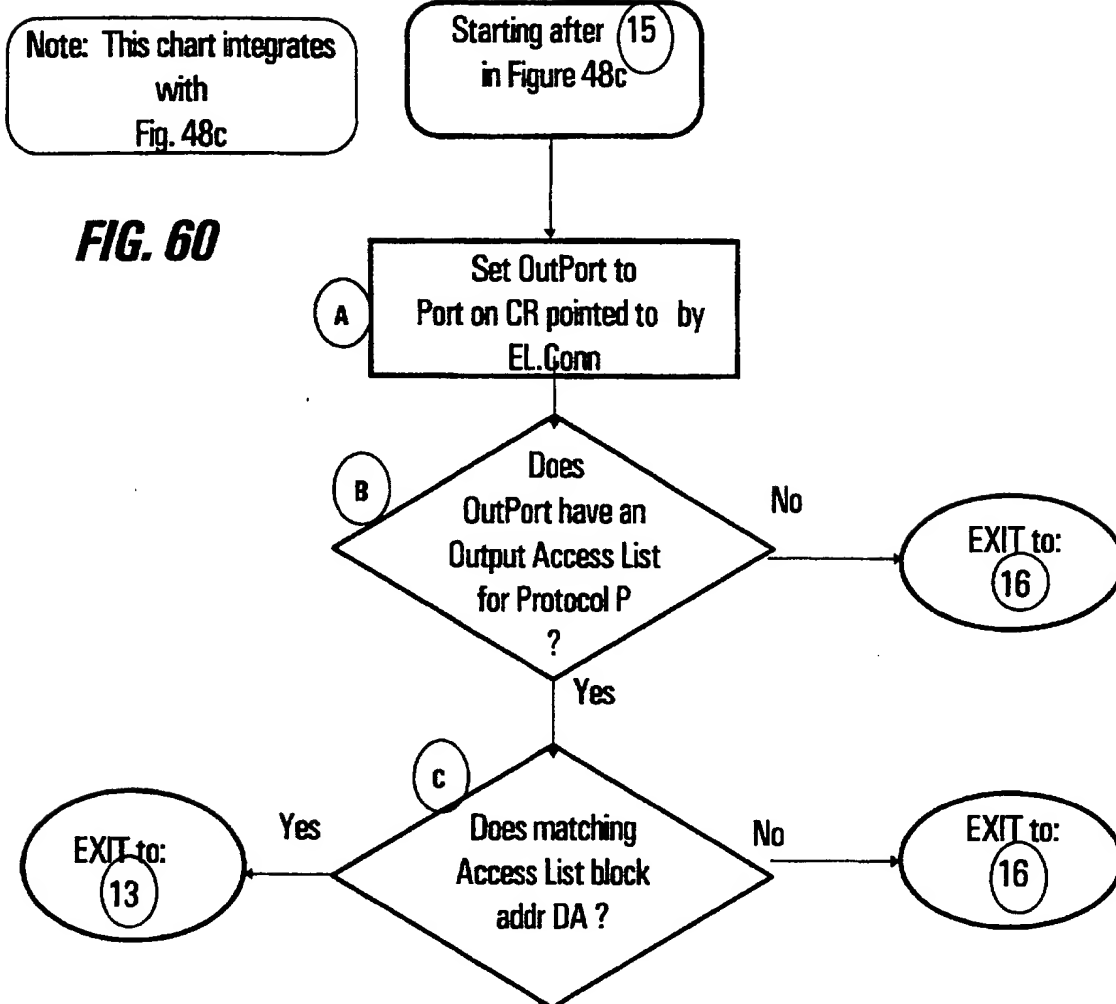 Note: This chart integrates
with
Fig. 48c
Starting after 15
in Figure 48c
FIG. 60
A
Set OutPort to
Port on CR pointed to by
EL.Conn
B
Does
OutPort have an
Output Access List
for Protocol P
?
No
EXIT to:
16
Yes
C
Does matching
Access List block
addr DA ?
Yes
EXIT to:
13
No
EXIT to:
16